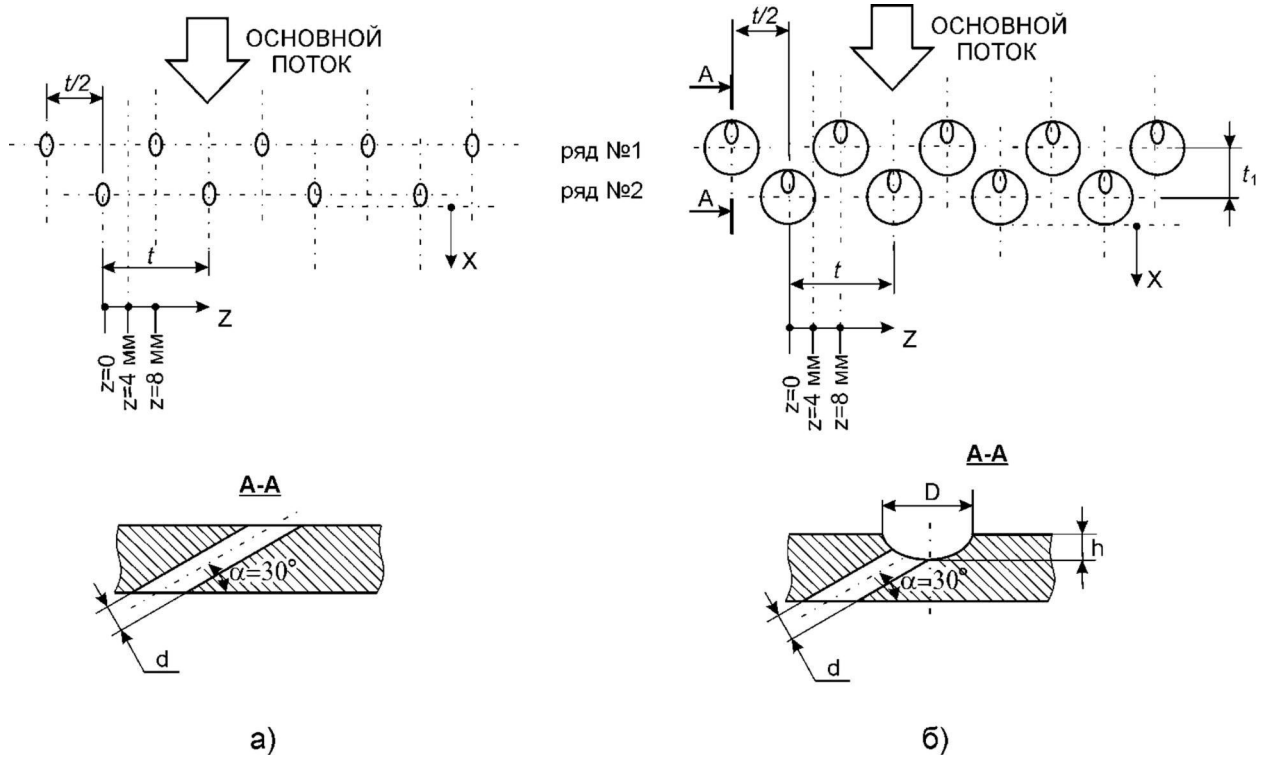 t/2
ОСНОВНОЙ
ПОТОК
t
X
Z
z=0
z=4 мм
z=8 мм
А-А
α=30°
d
а)
ряд №1
ряд №2
t/2
ОСНОВНОЙ
ПОТОК
А
А
t₁
t
X
Z
z=0
z=4 мм
z=8 мм
А-А
D
h
α=30°
d
б)